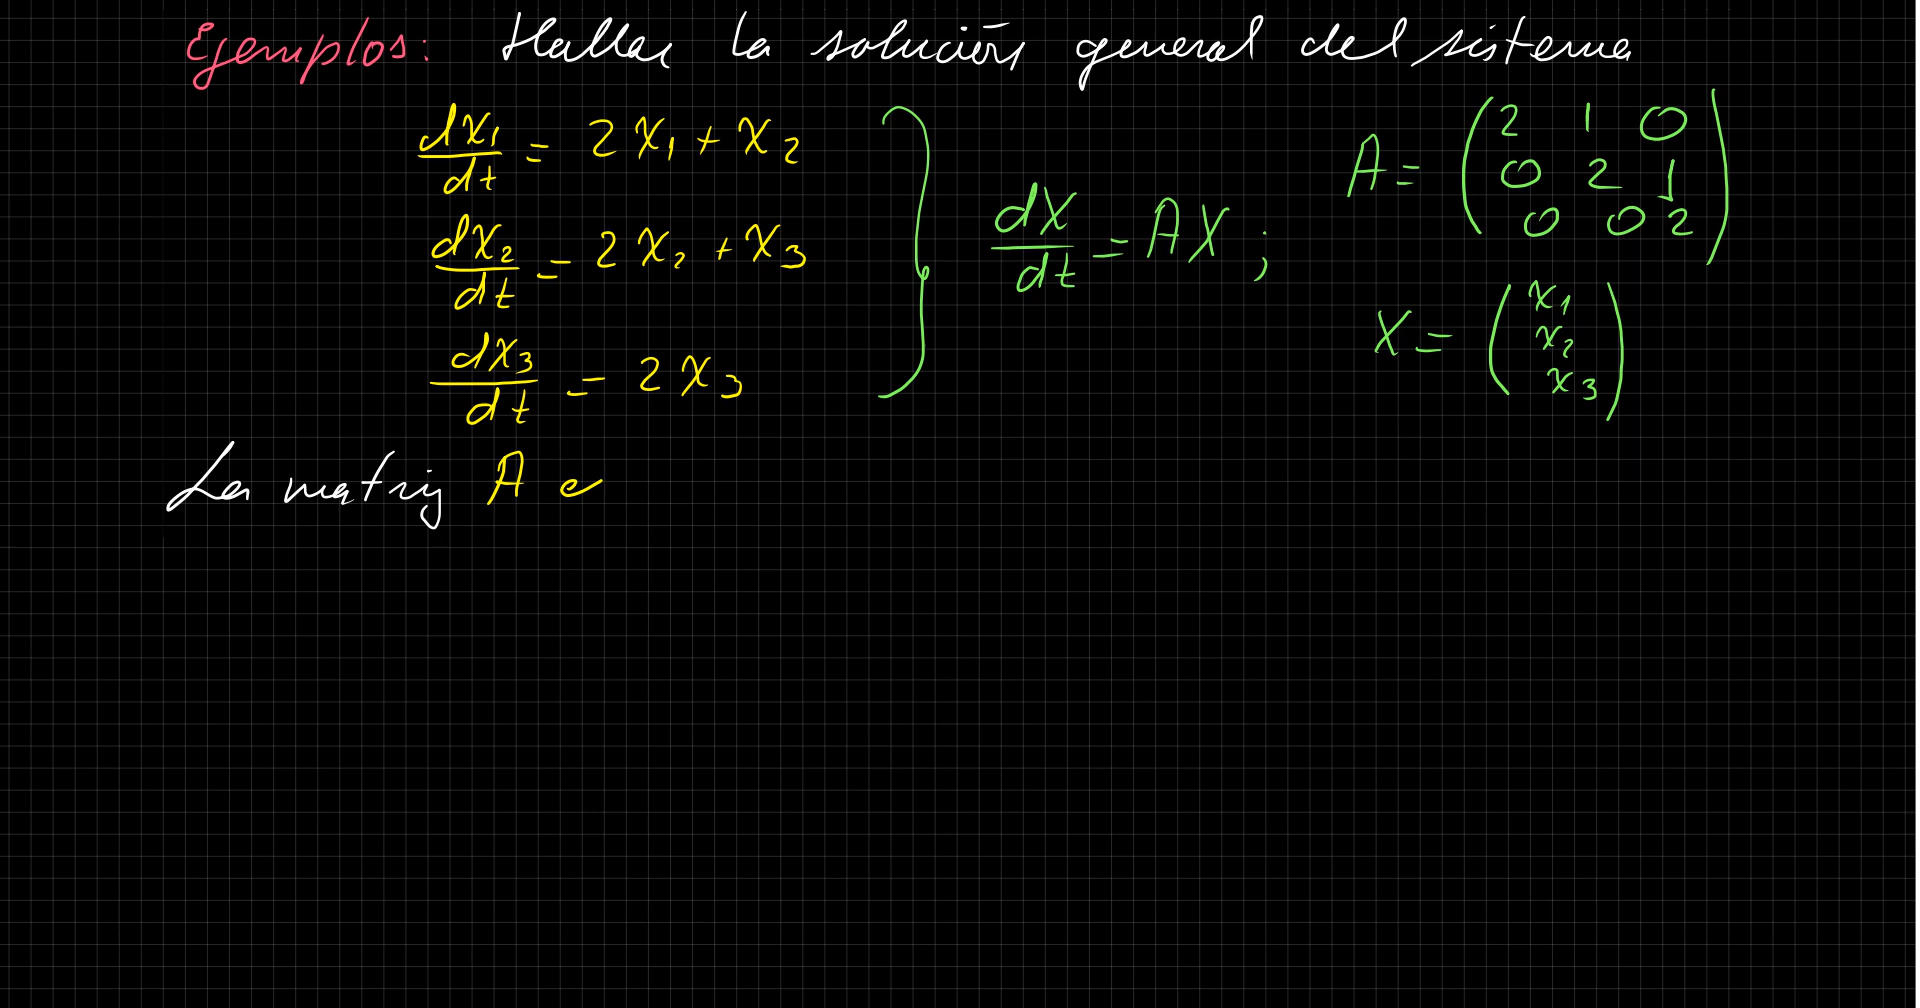 Ejemplos: Hallar la solución general del sistema
dx₁/dt = 2x₁ + x₂
dx₂/dt = 2x₂ + x₃
dx₃/dt = 2x₃
dX/dt = AX;
A = (2 1 0
0 2 1
0 0 2)
X = (x₁
x₂
x₃)
La matriz A e